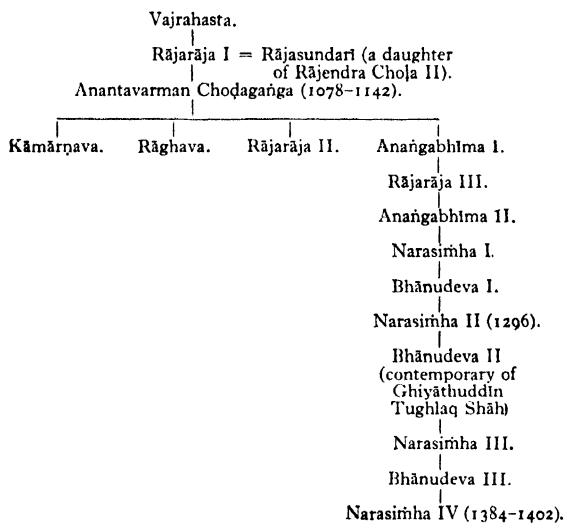 Vajrahasta.
Rājarāja I = Rājasundarī (a daughter
of Rājendra Choḷa II).
Anantavarman Choḍagaṅga (1078–1142).
Kāmārṇava. Rāghava. Rājarāja II. Anaṅgabhīma I.
Rājarāja III.
Anaṅgabhīma II.
Narasiṁha I.
Bhānudeva I.
Narasiṁha II (1296).
Bhānudeva II
(contemporary of
Ghiyāthuddīn
Tughlaq Shāh)
Narasiṁha III.
Bhānudeva III.
Narasiṁha IV (1384–1402).